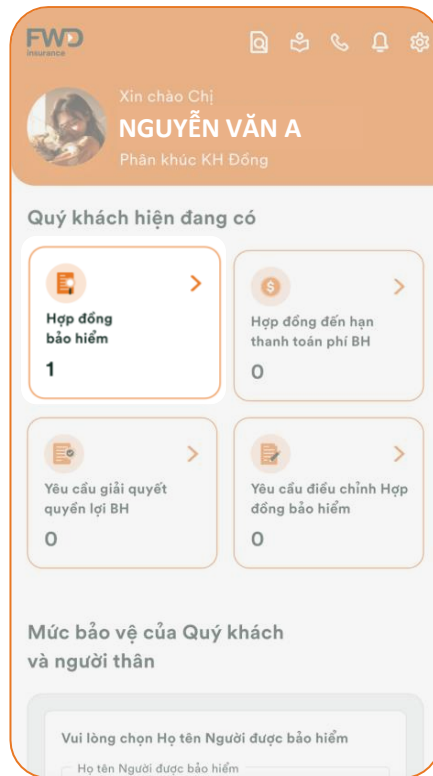 FWD
insurance
Xin chào Chị
NGUYỄN VĂN A
Phân khúc KH Đồng
Quý khách hiện đang có
Hợp đồng
bảo hiểm
1
Hợp đồng đến hạn
thanh toán phí BH
0
Yêu cầu giải quyết
quyền lợi BH
0
Yêu cầu điều chỉnh Hợp
đồng bảo hiểm
0
Mức bảo vệ của Quý khách
và người thân
Vui lòng chọn Họ tên Người được bảo hiểm
Họ tên Người được bảo hiểm